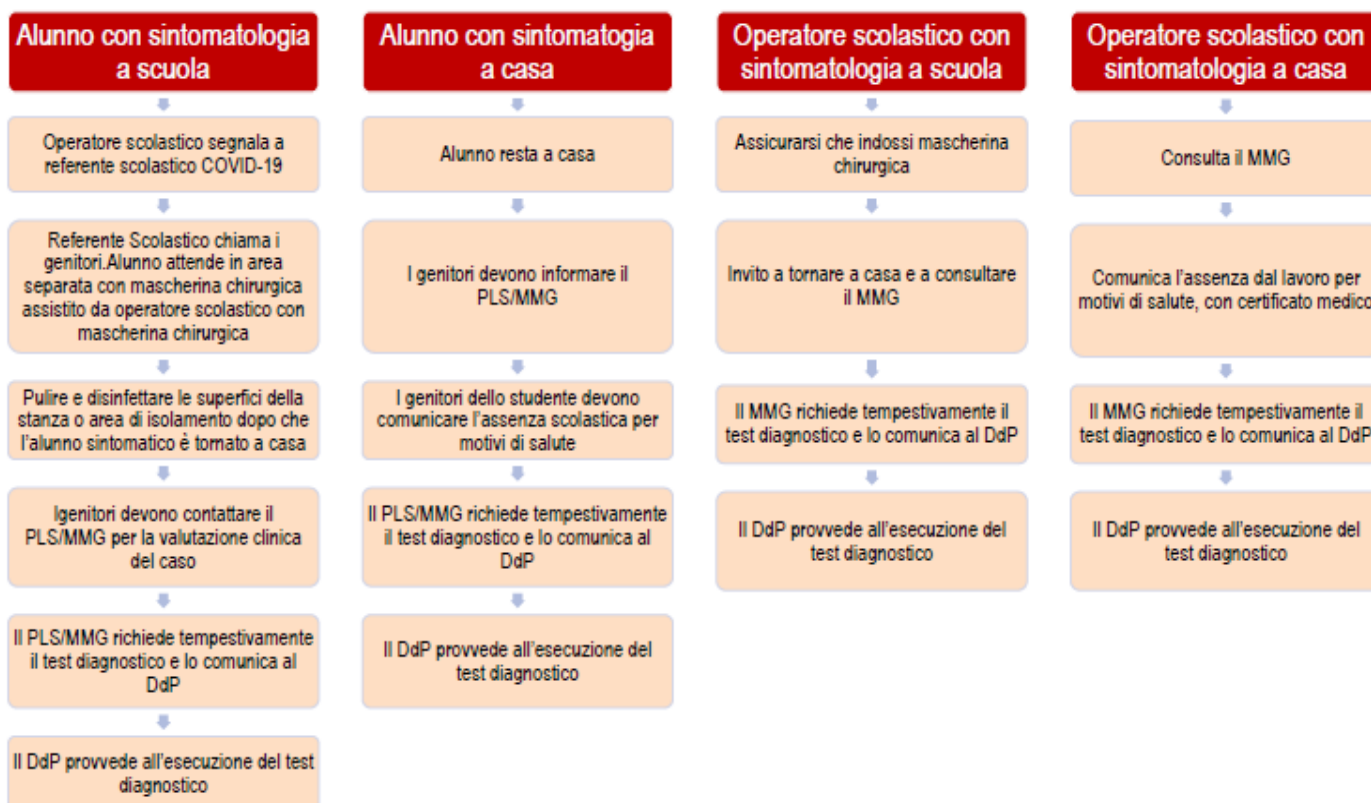 Alunno con sintomatologia
a scuola
Operatore scolastico segnala a
referente scolastico COVID-19
Referente Scolastico chiama i
genitori.Alunno attende in area
separata con mascherina chirurgica
assistito da operatore scolastico con
mascherina chirurgica
Pulire e disinfettare le superfici della
stanza o area di isolamento dopo che
l'alunno sintomatico è tornato a casa
Igenitori devono contattare il
PLS/MMG per la valutazione clinica
del caso
Il PLS/MMG richiede tempestivamente
il test diagnostico e lo comunica al
DdP
Il DdP provvede all'esecuzione del test
diagnostico
Alunno con sintomatogia
a casa
Alunno resta a casa
I genitori devono informare il
PLS/MMG
I genitori dello studente devono
comunicare l'assenza scolastica per
motivi di salute
Il PLS/MMG richiede tempestivamente
il test diagnostico e lo comunica al
DdP
Il DdP provvede all'esecuzione del
test diagnostico
Operatore scolastico con
sintomatologia a scuola
Assicurarsi che indossi mascherina
chirurgica
Invito a tornare a casa e a consultare
il MMG
Il MMG richiede tempestivamente il
test diagnostico e lo comunica al DdP
Il DdP provvede all'esecuzione del
test diagnostico
Operatore scolastico con
sintomatologia a casa
Consulta il MMG
Comunica l'assenza dal lavoro per
motivi di salute, con certificato medico
Il MMG richiede tempestivamente il
test diagnostico e lo comunica al DdP
Il DdP provvede all'esecuzione del
test diagnostico